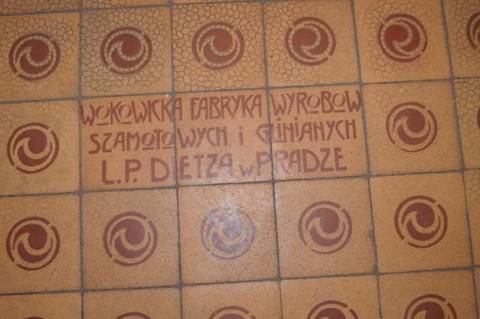 WOKOWICKA FABRYKA WYROBÓW
SZAMOTOWYCH i GLINIANYCH
L.P. DIETZA w PRADZE